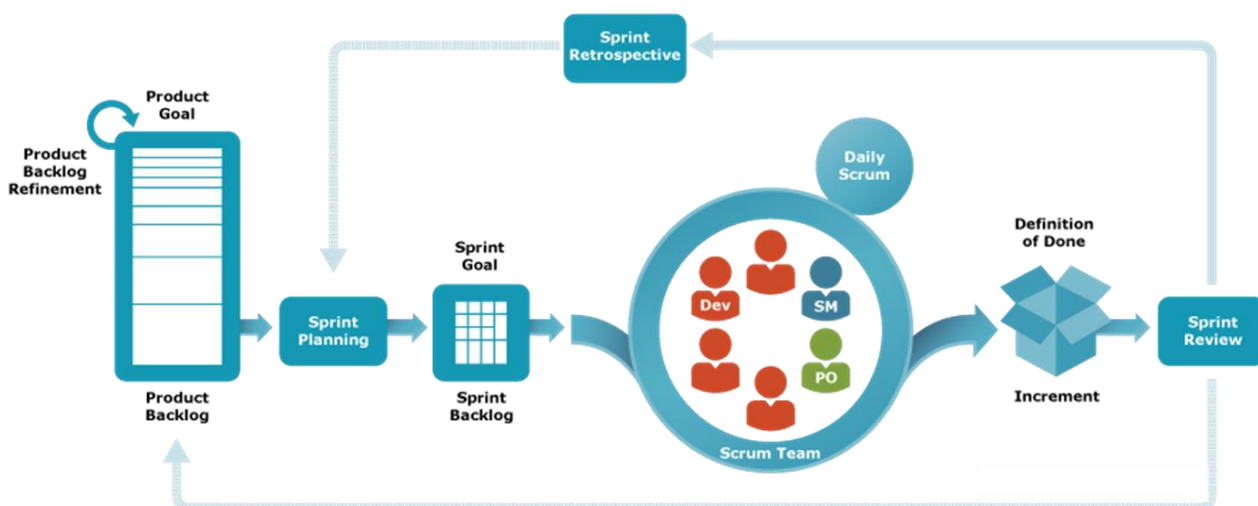 Sprint
Retrospective
Product
Goal
Product
Backlog
Refinement
Daily
Scrum
Definition
of Done
Sprint
Goal
Dev
SM
Sprint
Planning
Sprint
Review
PO
Product
Backlog
Sprint
Backlog
Increment
Scrum Team